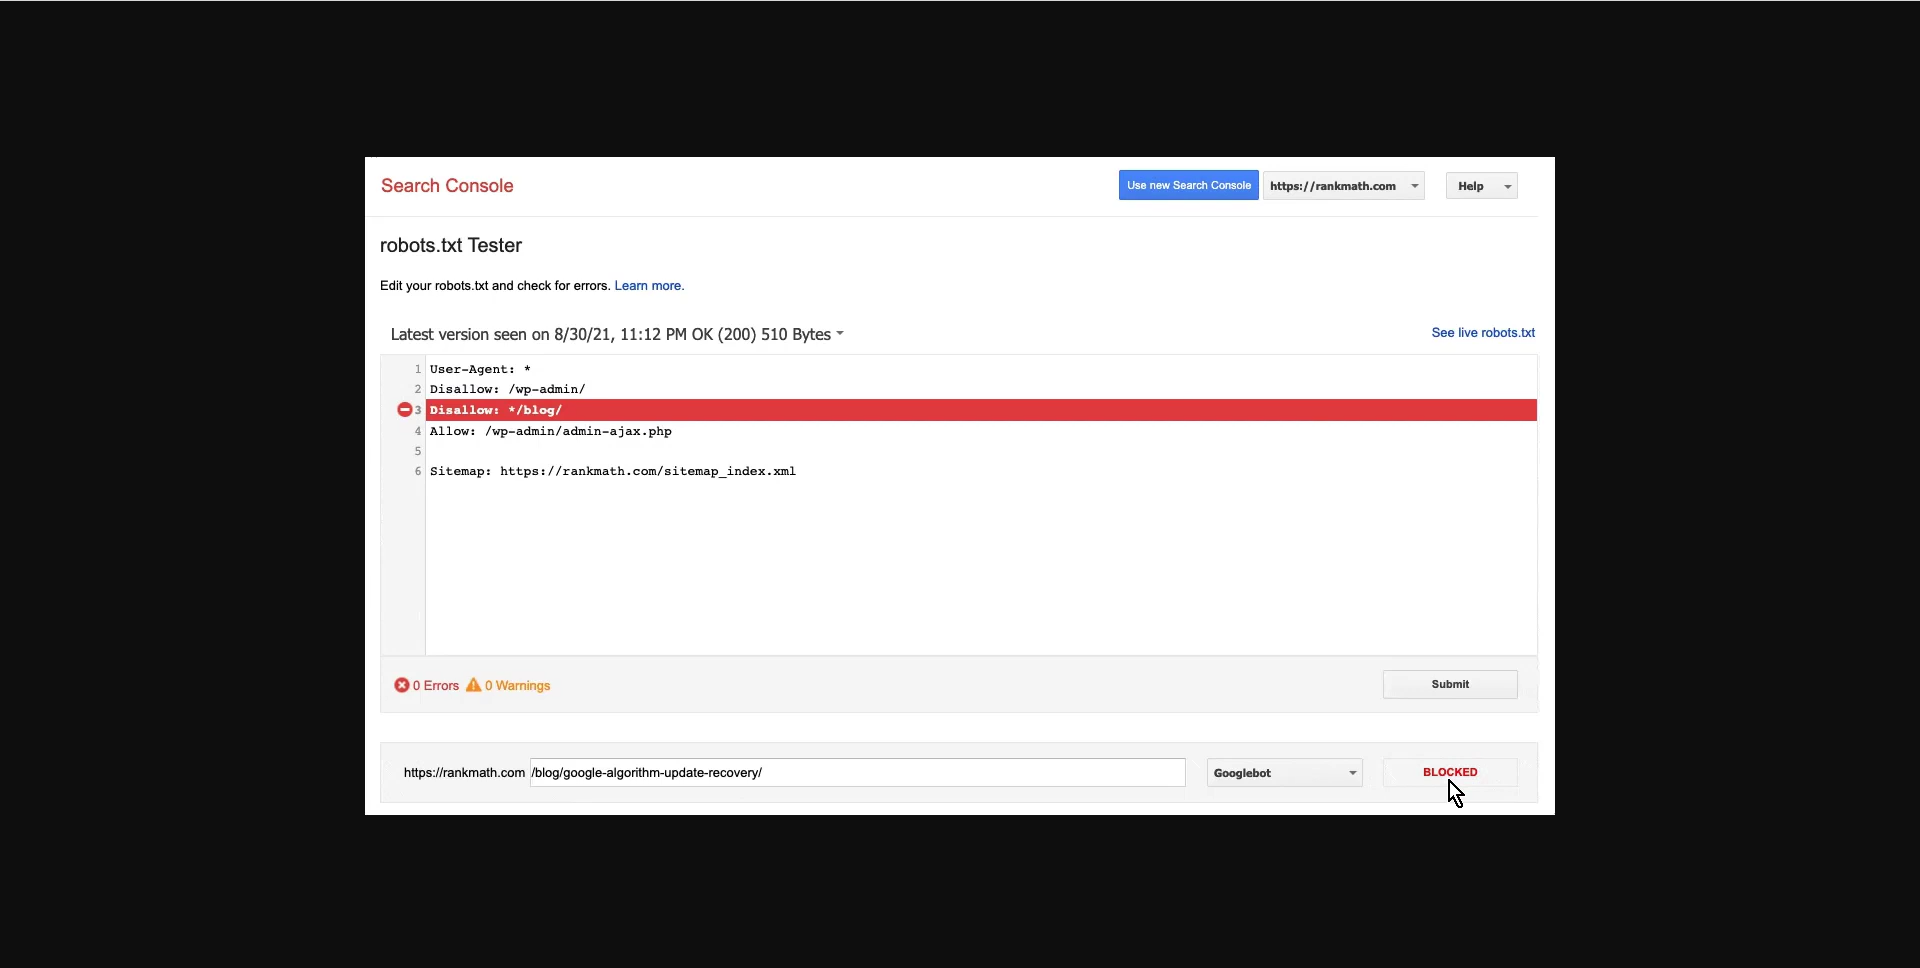 Search Console
Use new Search Console
https://rankmath.com
Help
robots.txt Tester
Edit your robots.txt and check for errors. Learn more.
Latest version seen on 8/30/21, 11:12 PM OK (200) 510 Bytes
See live robots.txt
1 User-Agent: *
2 Disallow: /wp-admin/
3 Disallow: */blog/
4 Allow: /wp-admin/admin-ajax.php
5
6 Sitemap: https://rankmath.com/sitemap_index.xml
0 Errors 0 Warnings
Submit
https://rankmath.com /blog/google-algorithm-update-recovery/
Googlebot
BLOCKED